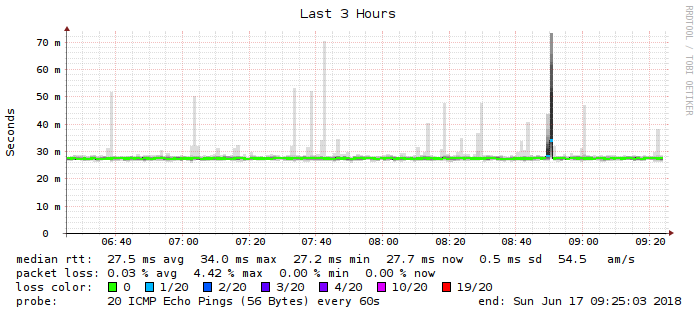 Last 3 Hours
RRDTOOL / TOBI OETIKER
Seconds
70 m
60 m
50 m
40 m
30 m
20 m
10 m
0
06:40 07:00 07:20 07:40 08:00 08:20 08:40 09:00 09:20
median rtt: 27.5 ms avg 34.0 ms max 27.2 ms min 27.7 ms now 0.5 ms sd 54.5 am/s
packet loss: 0.03 % avg 4.42 % max 0.00 % min 0.00 % now
loss color: 0 1/20 2/20 3/20 4/20 10/20 19/20
probe: 20 ICMP Echo Pings (56 Bytes) every 60s end: Sun Jun 17 09:25:03 2018